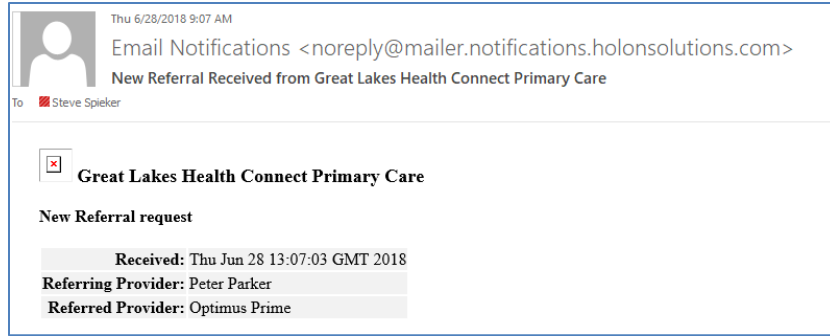 Thu 6/28/2018 9:07 AM
Email Notifications <noreply@mailer.notifications.holonsolutions.com>
New Referral Received from Great Lakes Health Connect Primary Care
To Steve Spieker
Great Lakes Health Connect Primary Care
New Referral request
Received: Thu Jun 28 13:07:03 GMT 2018
Referring Provider: Peter Parker
Referred Provider: Optimus Prime